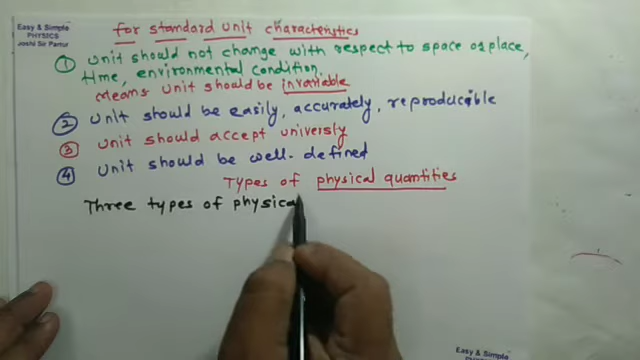 Easy & Simple
PHYSICS
Joshi Sir Pamur
for standard unit characteristics
① Unit should not change with respect to space or place,
time, environmental condition
means Unit should be invariable
② Unit should be easily, accurately, reproducible
③ Unit should accept universly
④ Unit should be well-defined
Types of physical quantities
Three types of physica
Easy & Simple